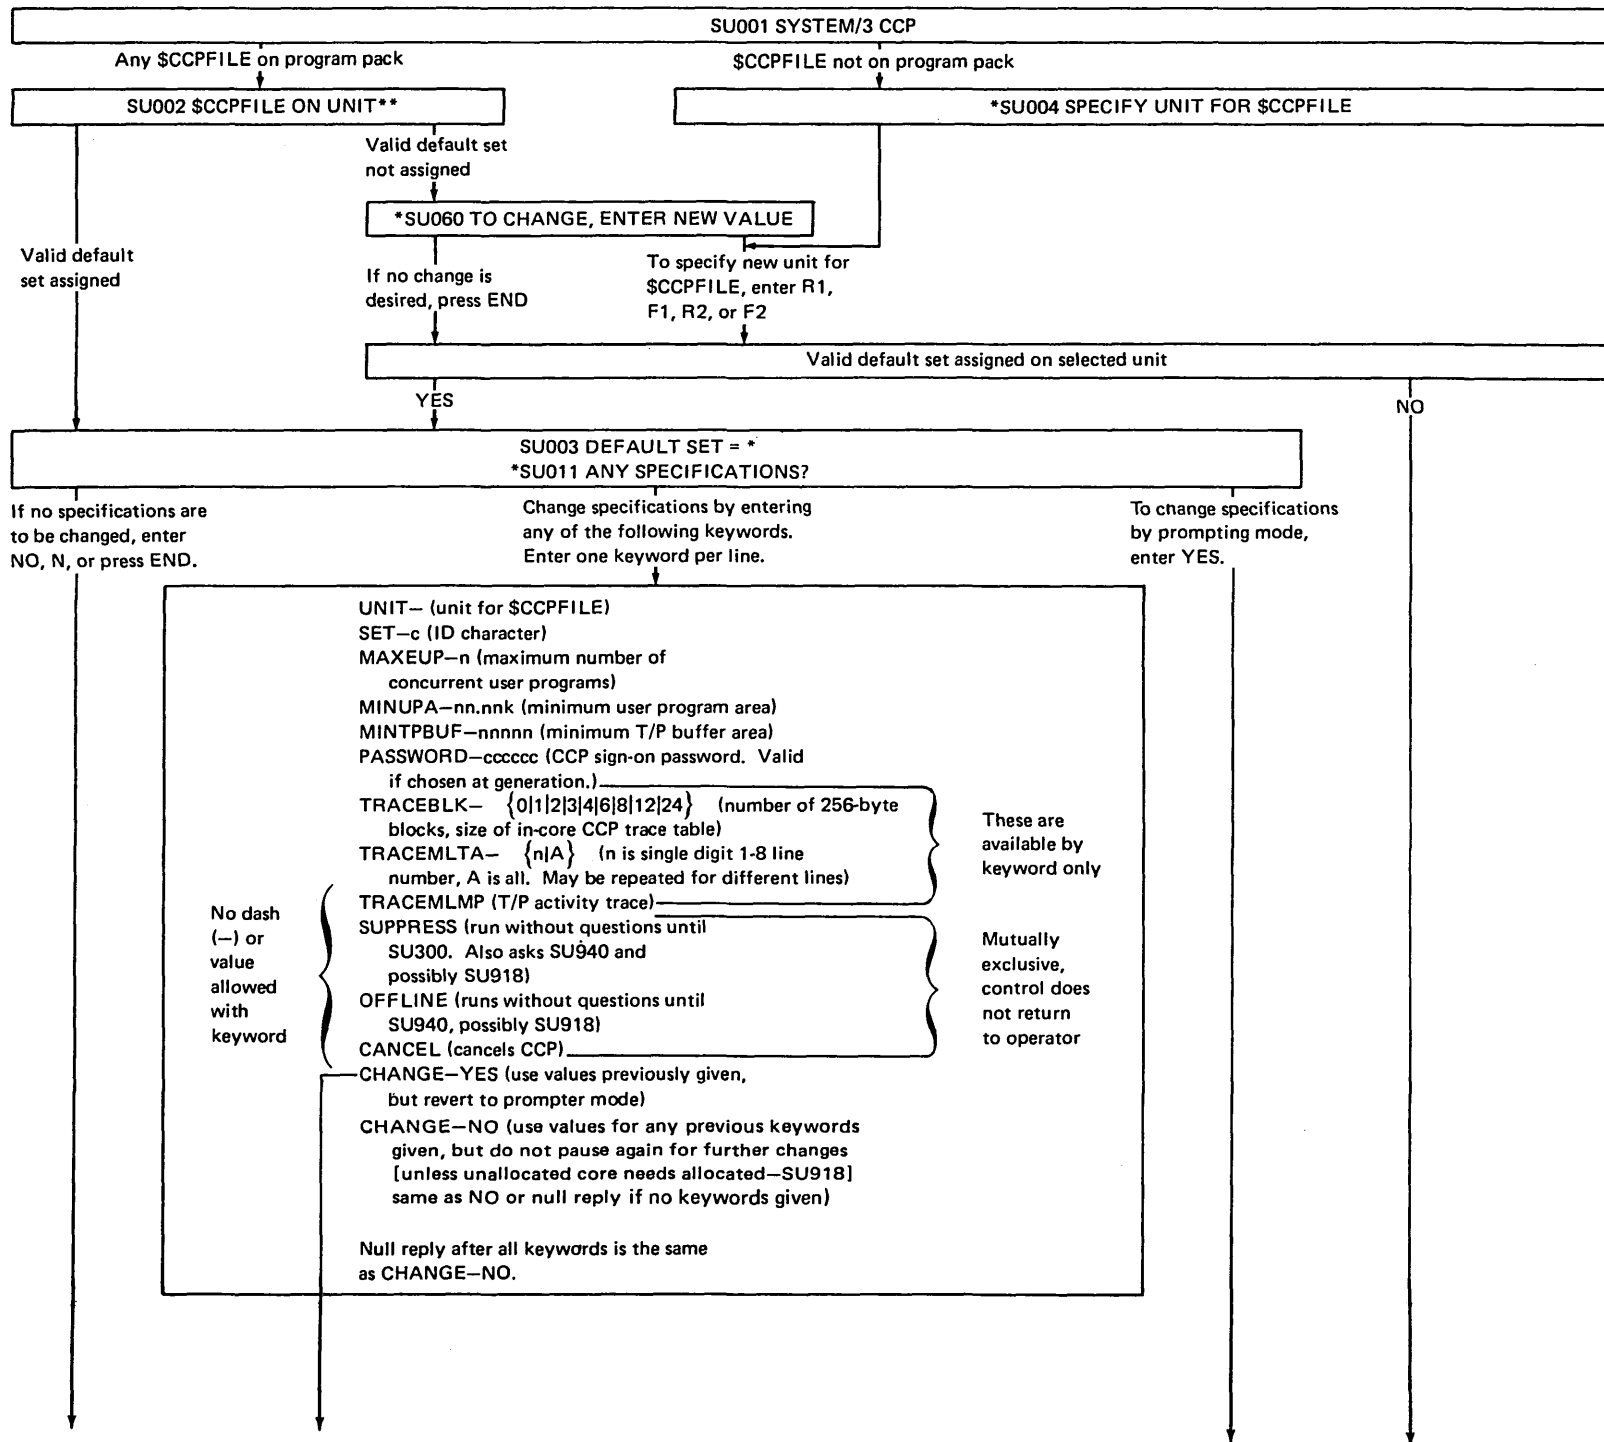 SU001 SYSTEM/3 CCP
Any $CCPFILE on program pack
$CCPFILE not on program pack
SU002 $CCPFILE ON UNIT**
*SU004 SPECIFY UNIT FOR $CCPFILE
Valid default set
not assigned
*SU060 TO CHANGE, ENTER NEW VALUE
Valid default
set assigned
If no change is
desired, press END
To specify new unit for
$CCPFILE, enter R1,
F1, R2, or F2
Valid default set assigned on selected unit
YES
NO
SU003 DEFAULT SET = *
*SU011 ANY SPECIFICATIONS?
If no specifications are
to be changed, enter
NO, N, or press END.
Change specifications by entering
any of the following keywords.
Enter one keyword per line.
To change specifications
by prompting mode,
enter YES.
UNIT— (unit for $CCPFILE)
SET—c (ID character)
MAXEUP—n (maximum number of
concurrent user programs)
MINUPA—nn.nnk (minimum user program area)
MINTPBUF—nnnnn (minimum T/P buffer area)
PASSWORD—cccccc (CCP sign-on password. Valid
if chosen at generation.)
TRACEBLK— {0|1|2|3|4|6|8|12|24} (number of 256-byte
blocks, size of in-core CCP trace table)
TRACEMLTA— {n|A} (n is single digit 1-8 line
number, A is all. May be repeated for different lines)
TRACEMLMP (T/P activity trace)
These are
available by
keyword only
No dash
(—) or
value
allowed
with
keyword
SUPPRESS (run without questions until
SU300. Also asks SU940 and
possibly SU918)
OFFLINE (runs without questions until
SU940, possibly SU918)
CANCEL (cancels CCP)
Mutually
exclusive,
control does
not return
to operator
CHANGE—YES (use values previously given,
but revert to prompter mode)
CHANGE—NO (use values for any previous keywords
given, but do not pause again for further changes
[unless unallocated core needs allocated—SU918]
same as NO or null reply if no keywords given)
Null reply after all keywords is the same
as CHANGE—NO.